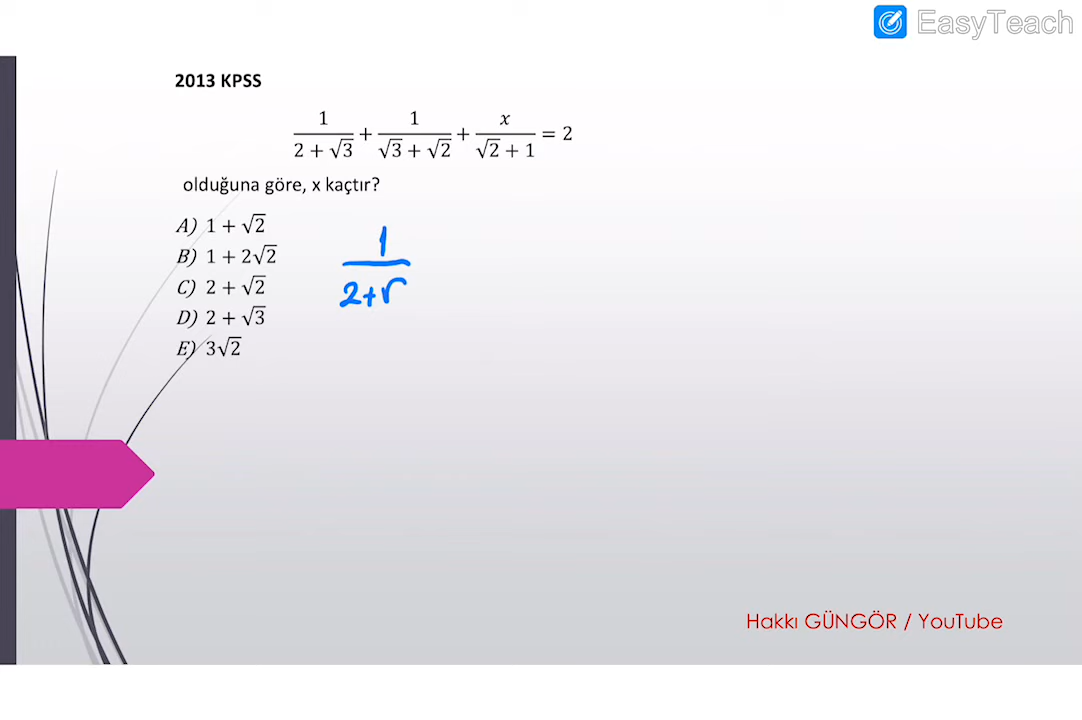 EasyTeach
2013 KPSS
1/(2 + √3) + 1/(√3 + √2) + x/(√2 + 1) = 2
olduğuna göre, x kaçtır?
A) 1 + √2
B) 1 + 2√2
C) 2 + √2
D) 2 + √3
E) 3√2
1
2+√
Hakkı GÜNGÖR / YouTube